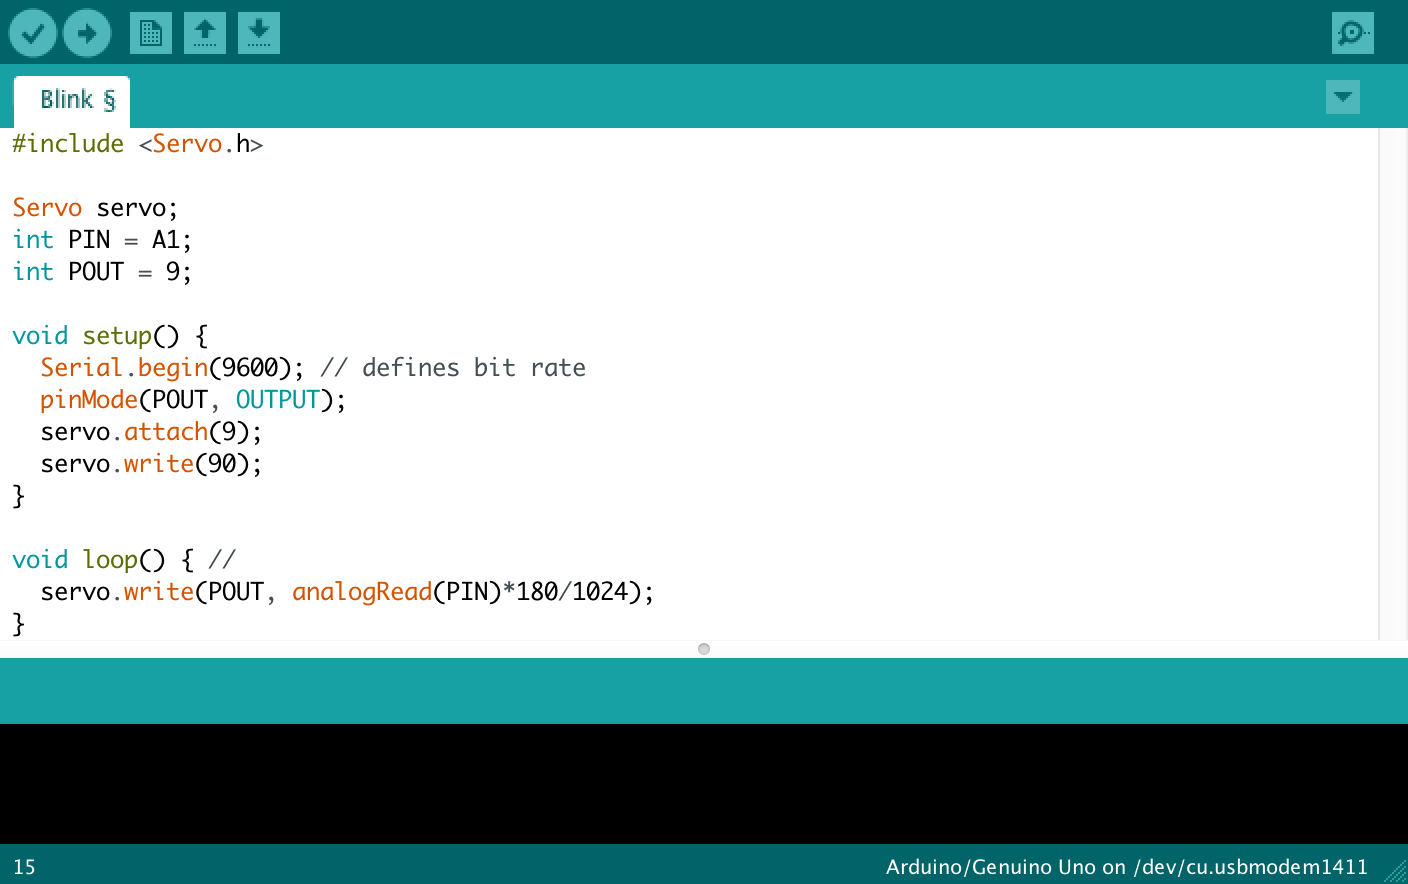 Blink §
#include <Servo.h>
Servo servo;
int PIN = A1;
int POUT = 9;
void setup() {
  Serial.begin(9600); // defines bit rate
  pinMode(POUT, OUTPUT);
  servo.attach(9);
  servo.write(90);
}
void loop() { //
  servo.write(POUT, analogRead(PIN)*180/1024);
}
15
Arduino/Genuino Uno on /dev/cu.usbmodem1411